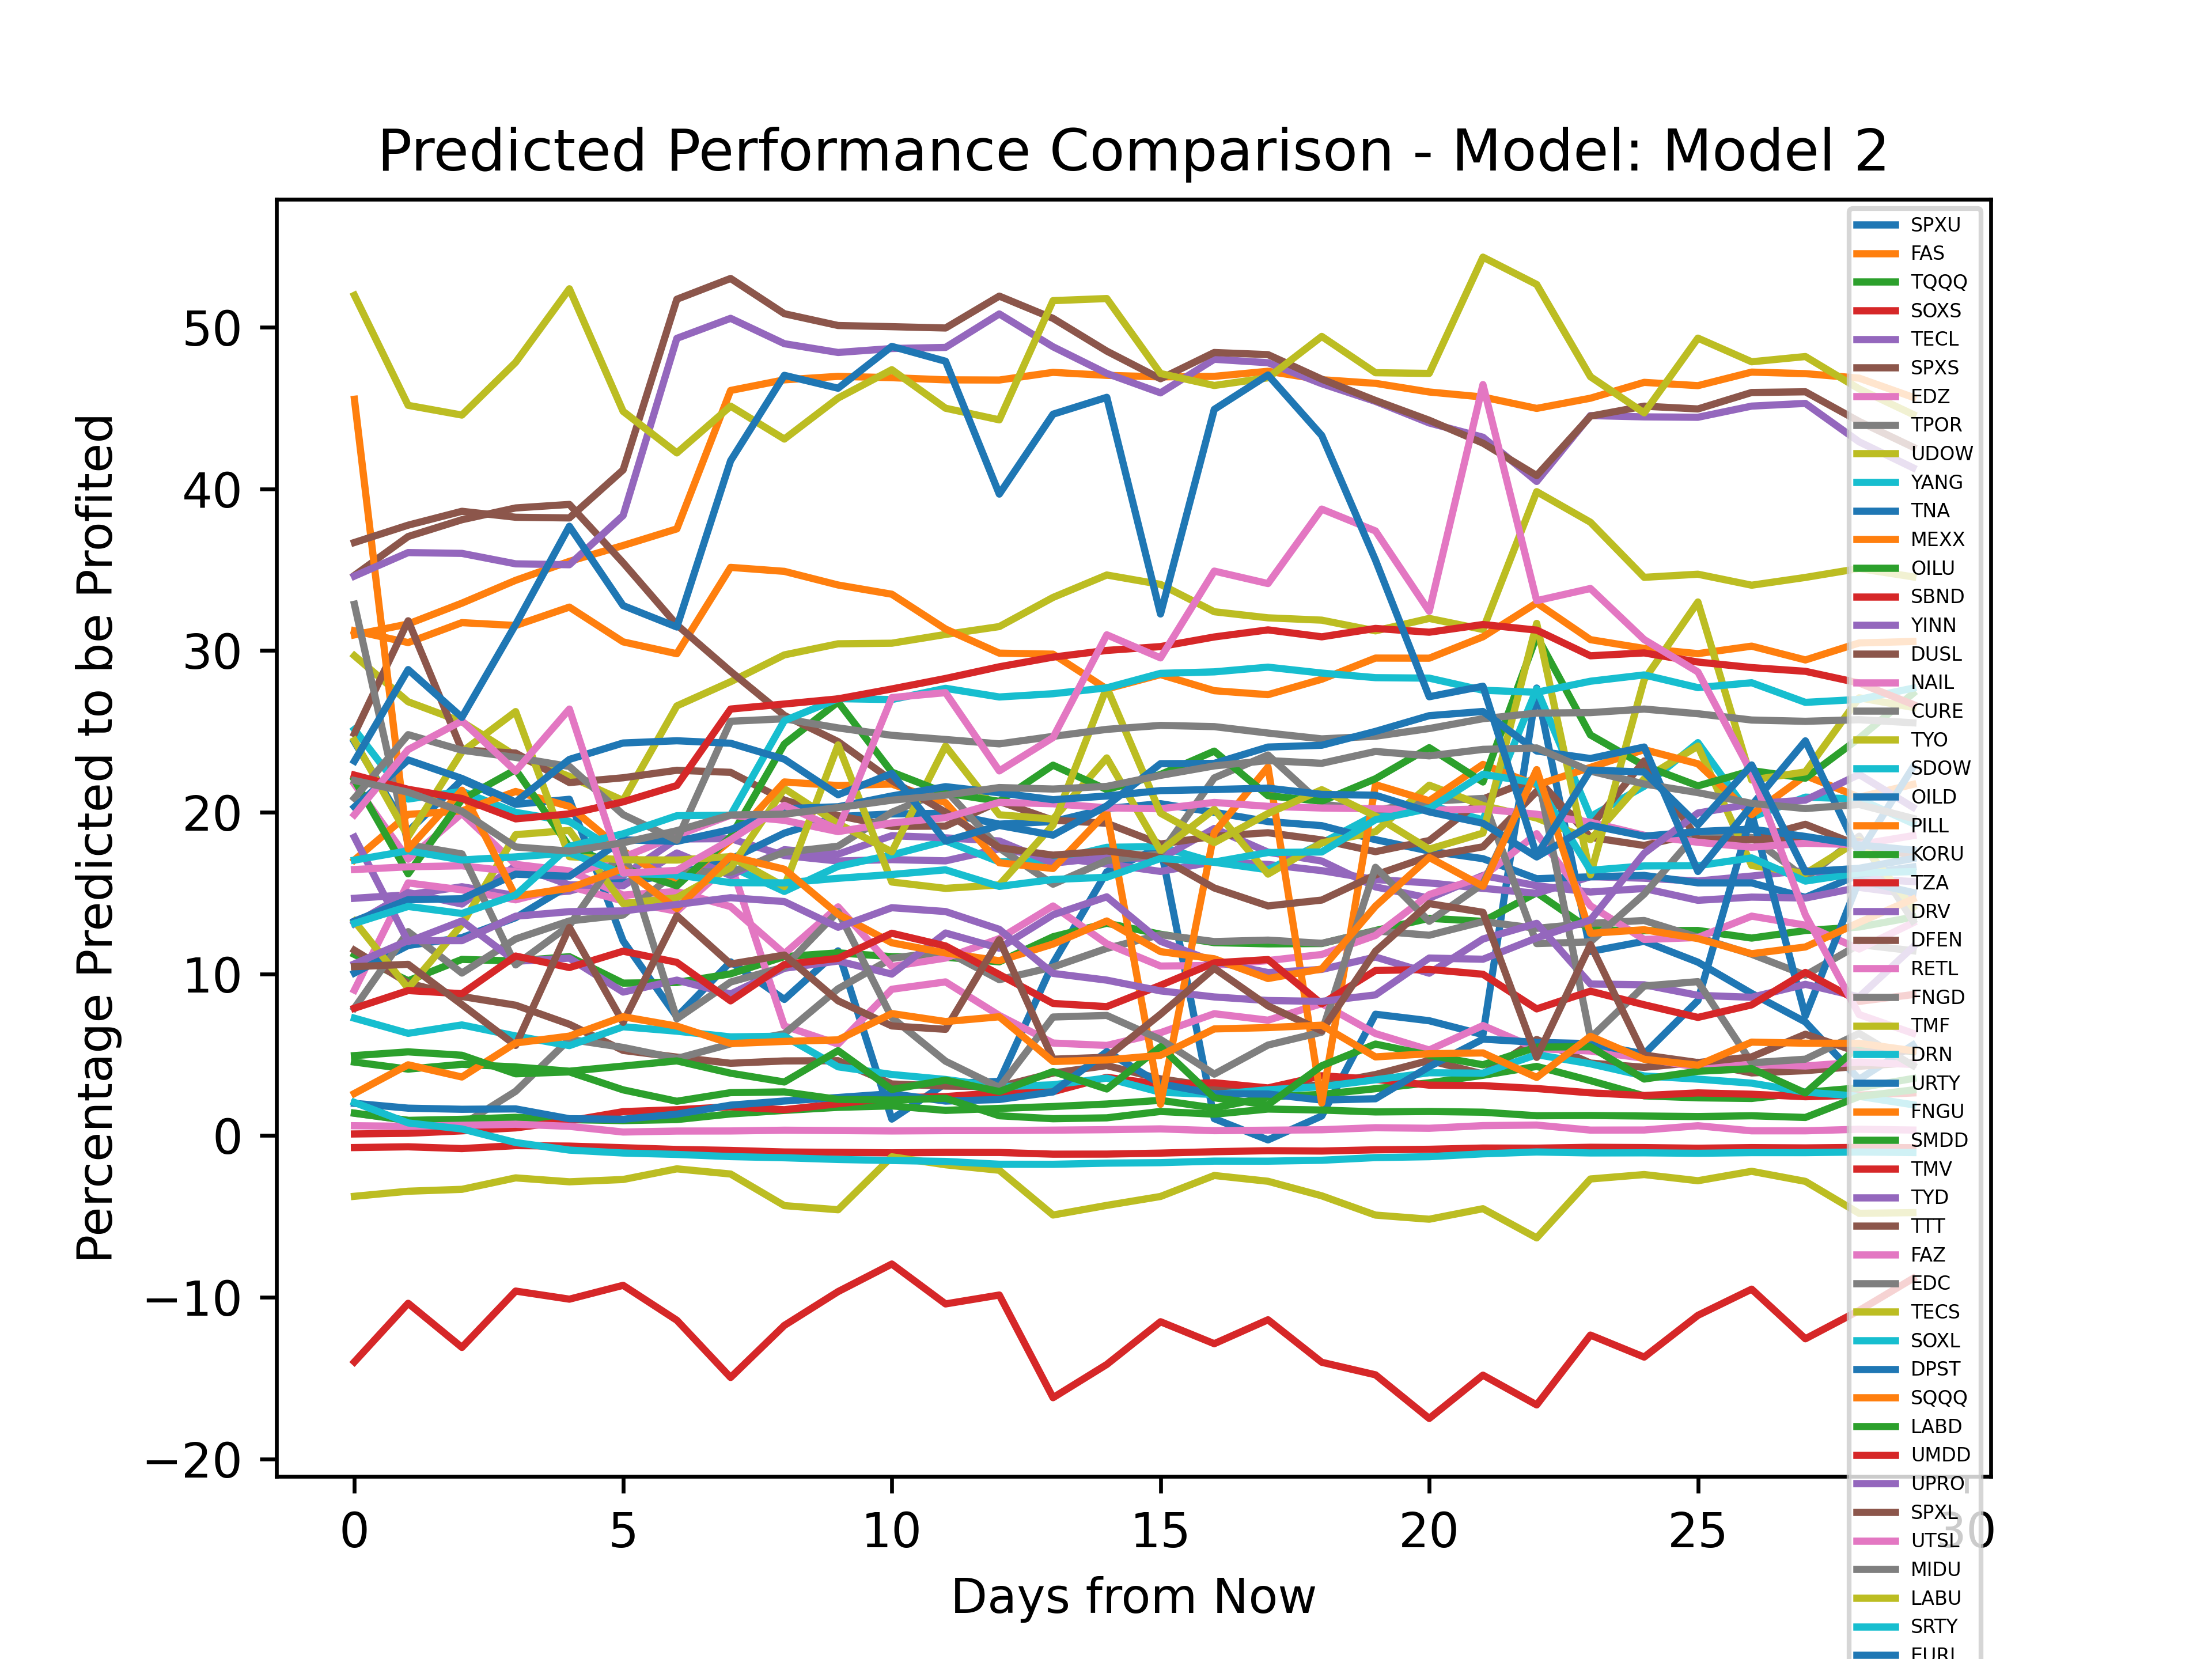 Predicted Performance Comparison - Model: Model 2
Percentage Predicted to be Profited
50
40
30
20
10
0
−10
−20
0
5
10
15
20
25
30
Days from Now
SPXU
FAS
TQQQ
SOXS
TECL
SPXS
EDZ
TPOR
UDOW
YANG
TNA
MEXX
OILU
SBND
YINN
DUSL
NAIL
CURE
TYO
SDOW
OILD
PILL
KORU
TZA
DRV
DFEN
RETL
FNGD
TMF
DRN
URTY
FNGU
SMDD
TMV
TYD
TTT
FAZ
EDC
TECS
SOXL
DPST
SQQQ
LABD
UMDD
UPRO
SPXL
UTSL
MIDU
LABU
SRTY